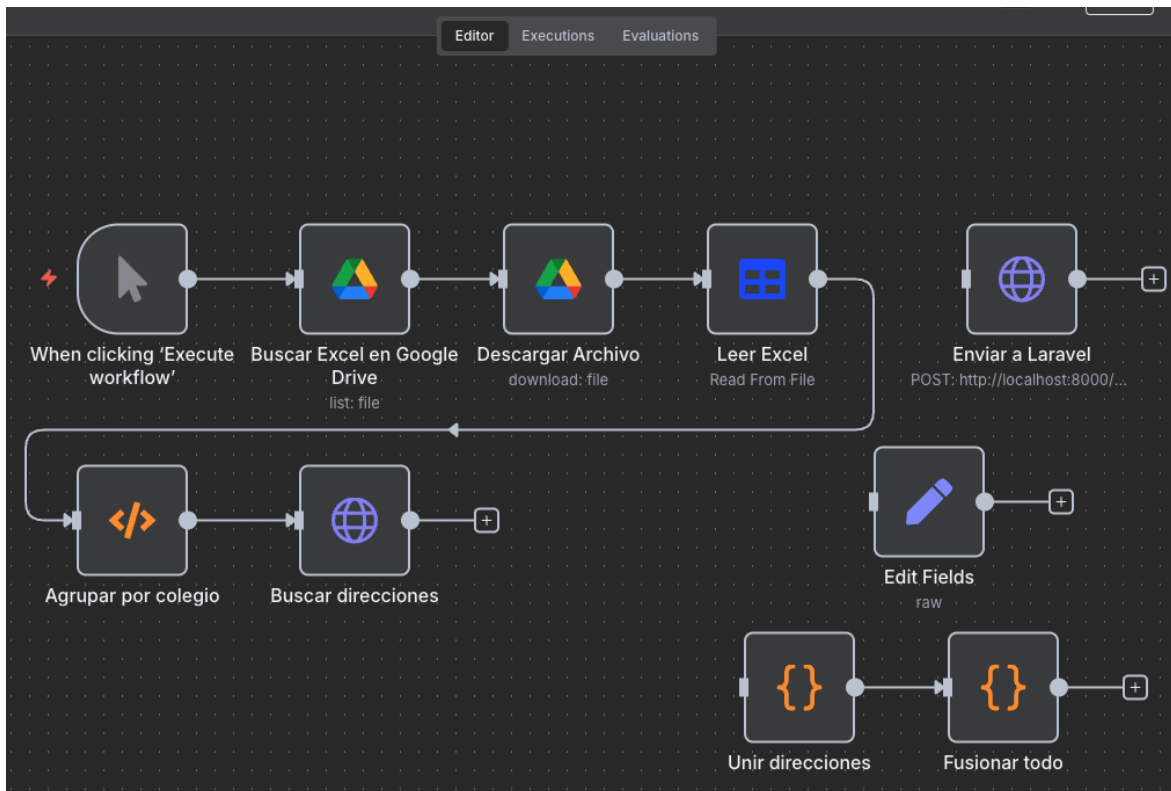 Editor Executions Evaluations
When clicking ‘Execute
workflow’
Buscar Excel en Google
Drive
list: file
Descargar Archivo
download: file
Leer Excel
Read From File
Enviar a Laravel
POST: http://localhost:8000/...
Agrupar por colegio
Buscar direcciones
Edit Fields
raw
Unir direcciones
Fusionar todo